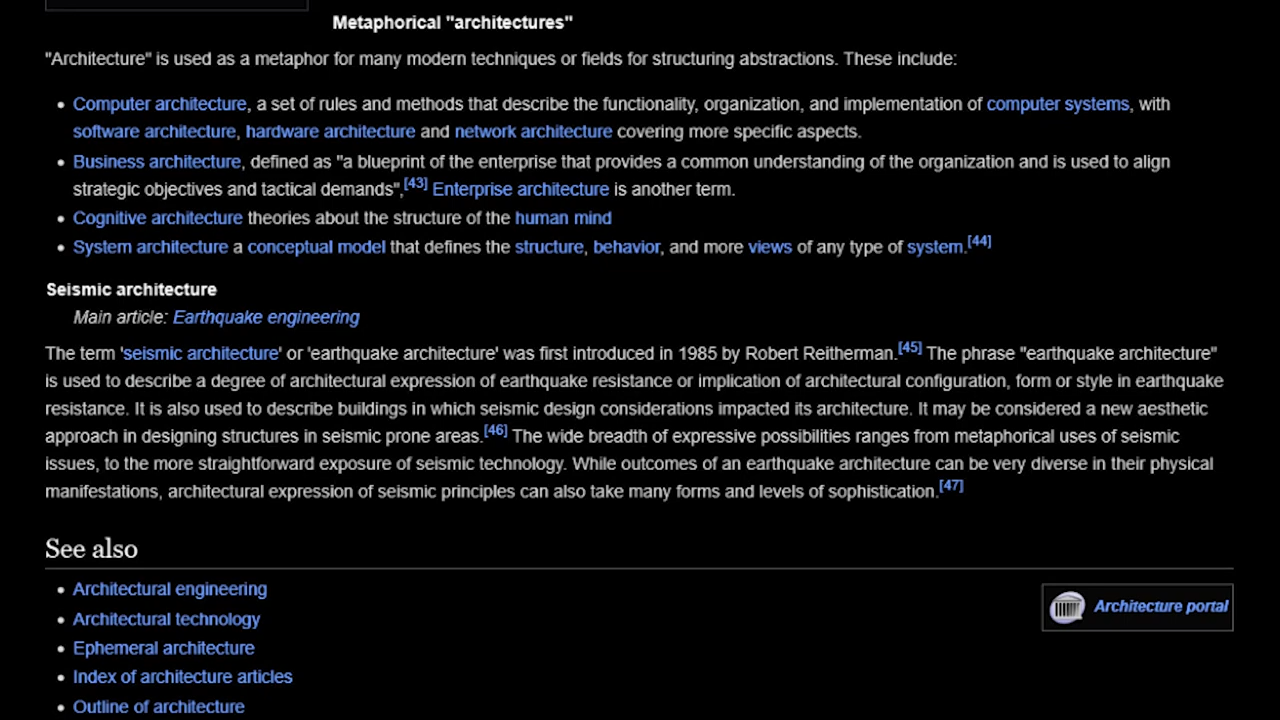 Metaphorical "architectures"
"Architecture" is used as a metaphor for many modern techniques or fields for structuring abstractions. These include:
• Computer architecture, a set of rules and methods that describe the functionality, organization, and implementation of computer systems, with
software architecture, hardware architecture and network architecture covering more specific aspects.
• Business architecture, defined as "a blueprint of the enterprise that provides a common understanding of the organization and is used to align
strategic objectives and tactical demands",[43] Enterprise architecture is another term.
• Cognitive architecture theories about the structure of the human mind
• System architecture a conceptual model that defines the structure, behavior, and more views of any type of system.[44]
Seismic architecture
Main article: Earthquake engineering
The term 'seismic architecture' or 'earthquake architecture' was first introduced in 1985 by Robert Reitherman.[45] The phrase "earthquake architecture"
is used to describe a degree of architectural expression of earthquake resistance or implication of architectural configuration, form or style in earthquake
resistance. It is also used to describe buildings in which seismic design considerations impacted its architecture. It may be considered a new aesthetic
approach in designing structures in seismic prone areas.[46] The wide breadth of expressive possibilities ranges from metaphorical uses of seismic
issues, to the more straightforward exposure of seismic technology. While outcomes of an earthquake architecture can be very diverse in their physical
manifestations, architectural expression of seismic principles can also take many forms and levels of sophistication.[47]
See also
• Architectural engineering
Architecture portal
• Architectural technology
• Ephemeral architecture
• Index of architecture articles
• Outline of architecture